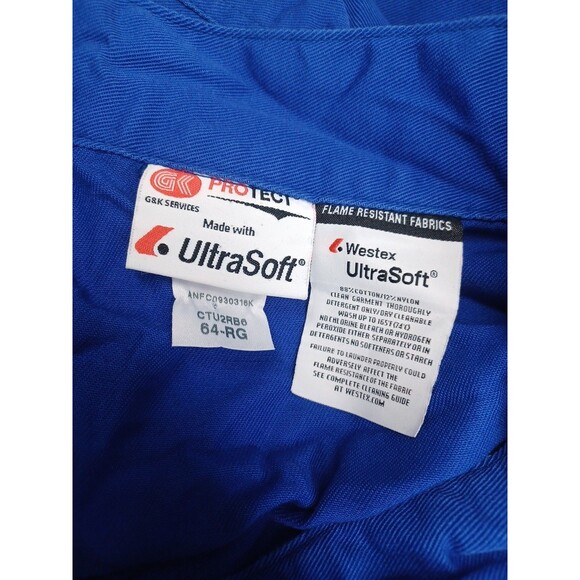 GK
PROTECT
G&K SERVICES
Made with
UltraSoft®
ANFC0930316K
CTU2RB6
64-RG
FLAME RESISTANT FABRICS
Westex
UltraSoft®
88%COTTON/12%NYLON
CLEAN GARMENT THOROUGHLY
DETERGENT ONLY/DRY CLEANABLE
WASH UP TO 165°F(74°C)
NO CHLORINE BLEACH OR HYDROGEN
PEROXIDE EITHER SEPARATELY OR IN
DETERGENTS NO SOFTENERS OR STARCH
FAILURE TO LAUNDER PROPERLY COULD
ADVERSELY AFFECT THE
FLAME RESISTANCE OF THE FABRIC
SEE COMPLETE CLEANING GUIDE
AT WESTEX.COM